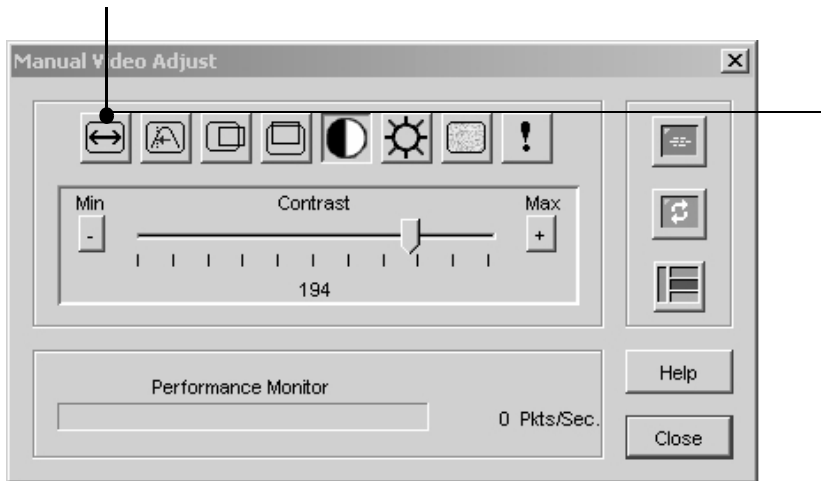 Manual Video Adjust
Min Contrast Max
- +
194
Performance Monitor
0 Pkts/Sec.
Help
Close